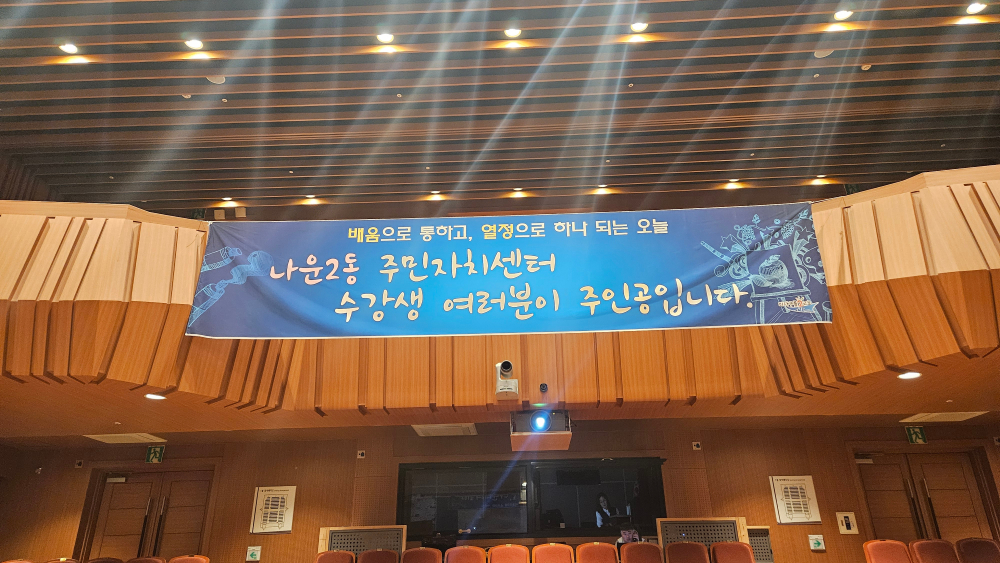 배움으로 통하고, 열정으로 하나 되는 오늘
나운2동 주민자치센터
수강생 여러분이 주인공입니다.